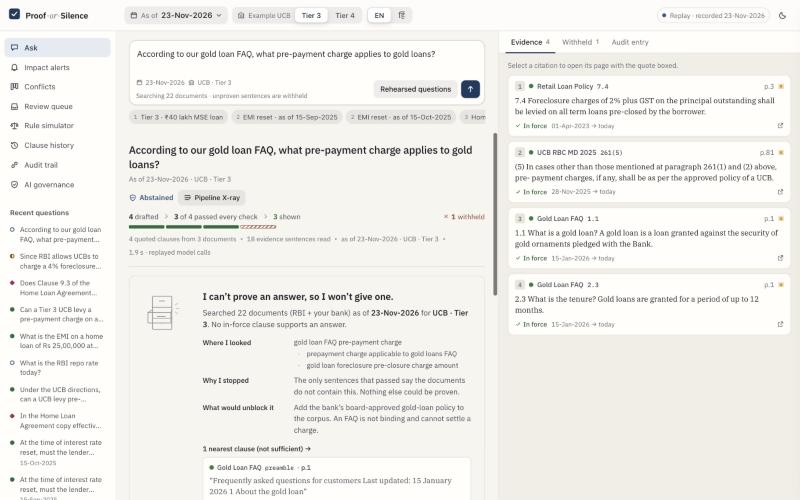 Proof-or-Silence
As of 23-Nov-2026
Example UCB Tier 3 Tier 4
EN
Replay · recorded 23-Nov-2026
Ask
Impact alerts
Conflicts
Review queue
Rule simulator
Clause history
Audit trail
AI governance
Recent questions
According to our gold loan
FAQ, what pre-payment...
Since RBI allows UCBs to
charge a 4% foreclosure...
Does Clause 9.3 of the
Home Loan Agreement...
Can a Tier 3 UCB levy a
pre-payment charge on a...
What is the EMI on a home
loan of Rs 25,00,000 at...
What is the RBI repo rate
today?
Under the UCB directions,
can a UCB levy pre-...
In the Home Loan
Agreement copy effectiv...
At the time of interest rate
reset, must the lender...
15-Oct-2025
At the time of interest rate
reset, must the lender...
15-Sep-2025
According to our gold loan FAQ, what pre-payment charge applies to gold loans?
23-Nov-2026 UCB · Tier 3
Searching 22 documents · unproven sentences are withheld
Rehearsed questions
1 Tier 3 · ₹40 lakh MSE loan
2 EMI reset · as of 15-Sep-2025
2 EMI reset · as of 15-Oct-2025
3 Hom
According to our gold loan FAQ, what pre-payment charge applies to gold
loans?
As of 23-Nov-2026 · UCB · Tier 3
Abstained
Pipeline X-ray
4 drafted > 3 of 4 passed every check > 3 shown
× 1 withheld
4 quoted clauses from 3 documents • 18 evidence sentences read • as of 23-Nov-2026 · UCB · Tier 3 •
1.9 s · replayed model calls
I can't prove an answer, so I won't give one.
Searched 22 documents (RBI + your bank) as of 23-Nov-2026 for UCB · Tier
3. No in-force clause supports an answer.
Where I looked
gold loan FAQ pre-payment charge
· prepayment charge applicable to gold loans FAQ
· gold loan foreclosure pre-closure charge amount
Why I stopped
The only sentences that passed say the documents
do not contain this. Nothing else could be proven.
What would unblock it
Add the bank's board-approved gold-loan policy to
the corpus. An FAQ is not binding and cannot settle a
charge.
1 nearest clause (not sufficient) →
Gold Loan FAQ preamble · p.1
"Frequently asked questions for customers Last updated: 15 January
2026 1 About the gold loan"
Evidence 4
Withheld 1
Audit entry
Select a citation to open its page with the quote boxed.
1 Retail Loan Policy 7.4 p.3
7.4 Foreclosure charges of 2% plus GST on the principal outstanding shall
be levied on all term loans pre-closed by the borrower.
✓ In force 01-Apr-2023 → today
2 UCB RBC MD 2025 261(5) p.81
(5) In cases other than those mentioned at paragraph 261(1) and (2) above,
pre- payment charges, if any, shall be as per the approved policy of a UCB.
✓ In force 28-Nov-2025 → today
3 Gold Loan FAQ 1.1 p.1
1.1 What is a gold loan? A gold loan is a loan granted against the security of
gold ornaments pledged with the Bank.
✓ In force 15-Jan-2026 → today
4 Gold Loan FAQ 2.3 p.1
2.3 What is the tenure? Gold loans are granted for a period of up to 12
months.
✓ In force 15-Jan-2026 → today